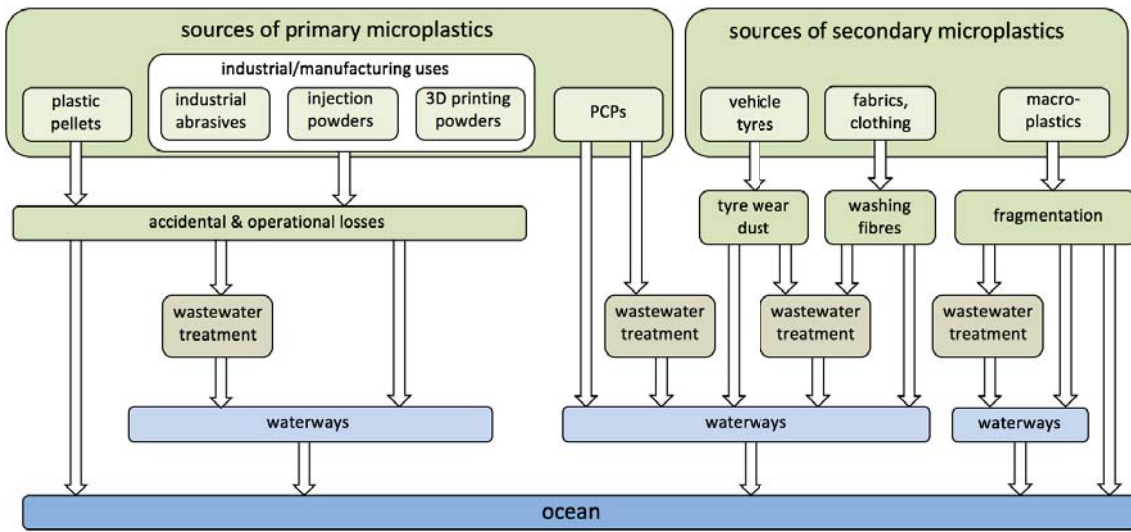 sources of primary microplastics
sources of secondary microplastics
industrial/manufacturing uses
plastic
pellets
industrial
abrasives
injection
powders
3D printing
powders
PCPs
vehicle
tyres
fabrics,
clothing
macro-
plastics
accidental & operational losses
tyre wear
dust
washing
fibres
fragmentation
wastewater
treatment
wastewater
treatment
wastewater
treatment
wastewater
treatment
waterways
waterways
waterways
ocean